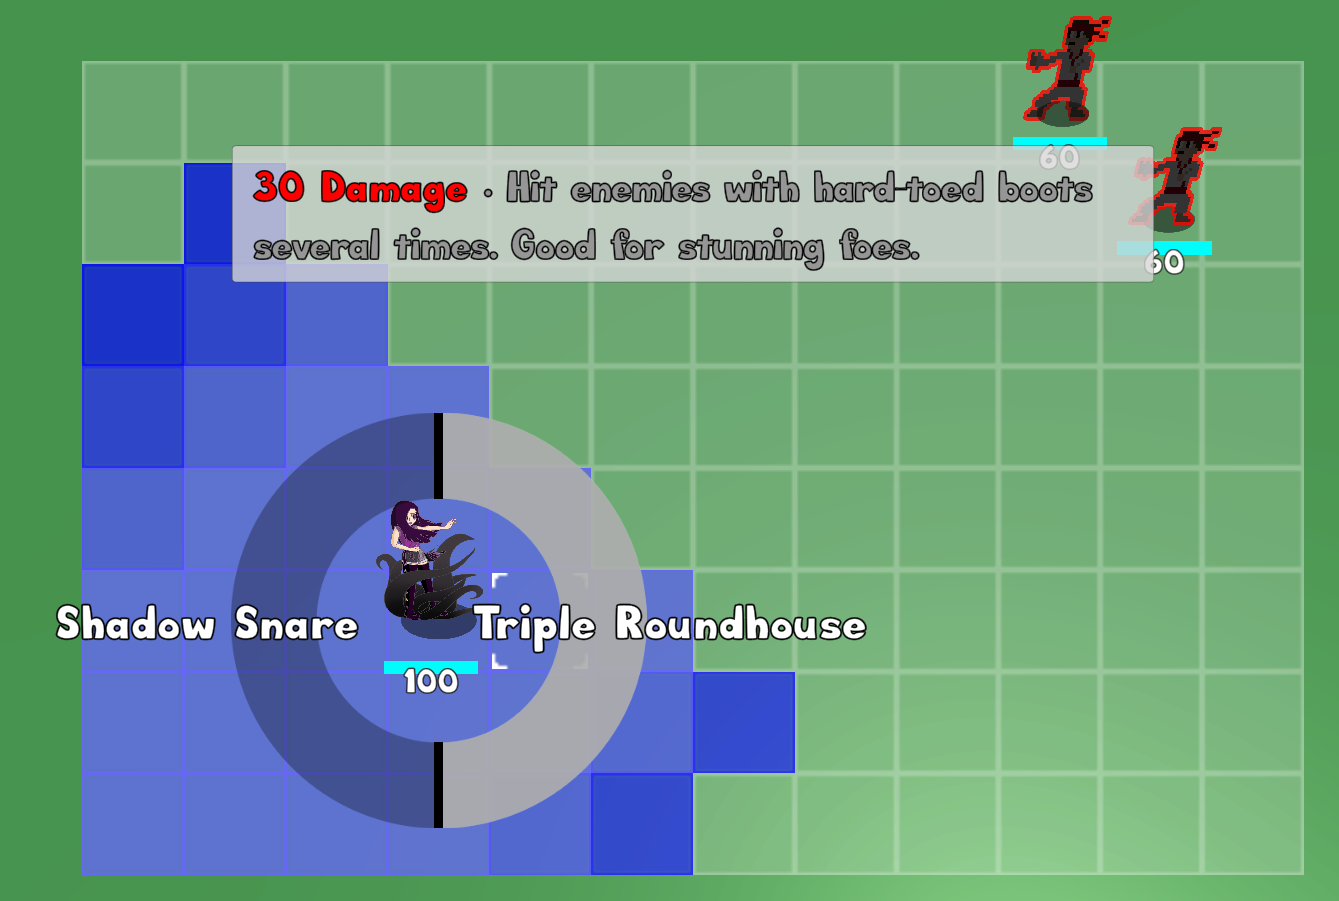 60
30 Damage · Hit enemies with hard-toed boots
several times. Good for stunning foes.
60
Shadow Snare
Triple Roundhouse
100